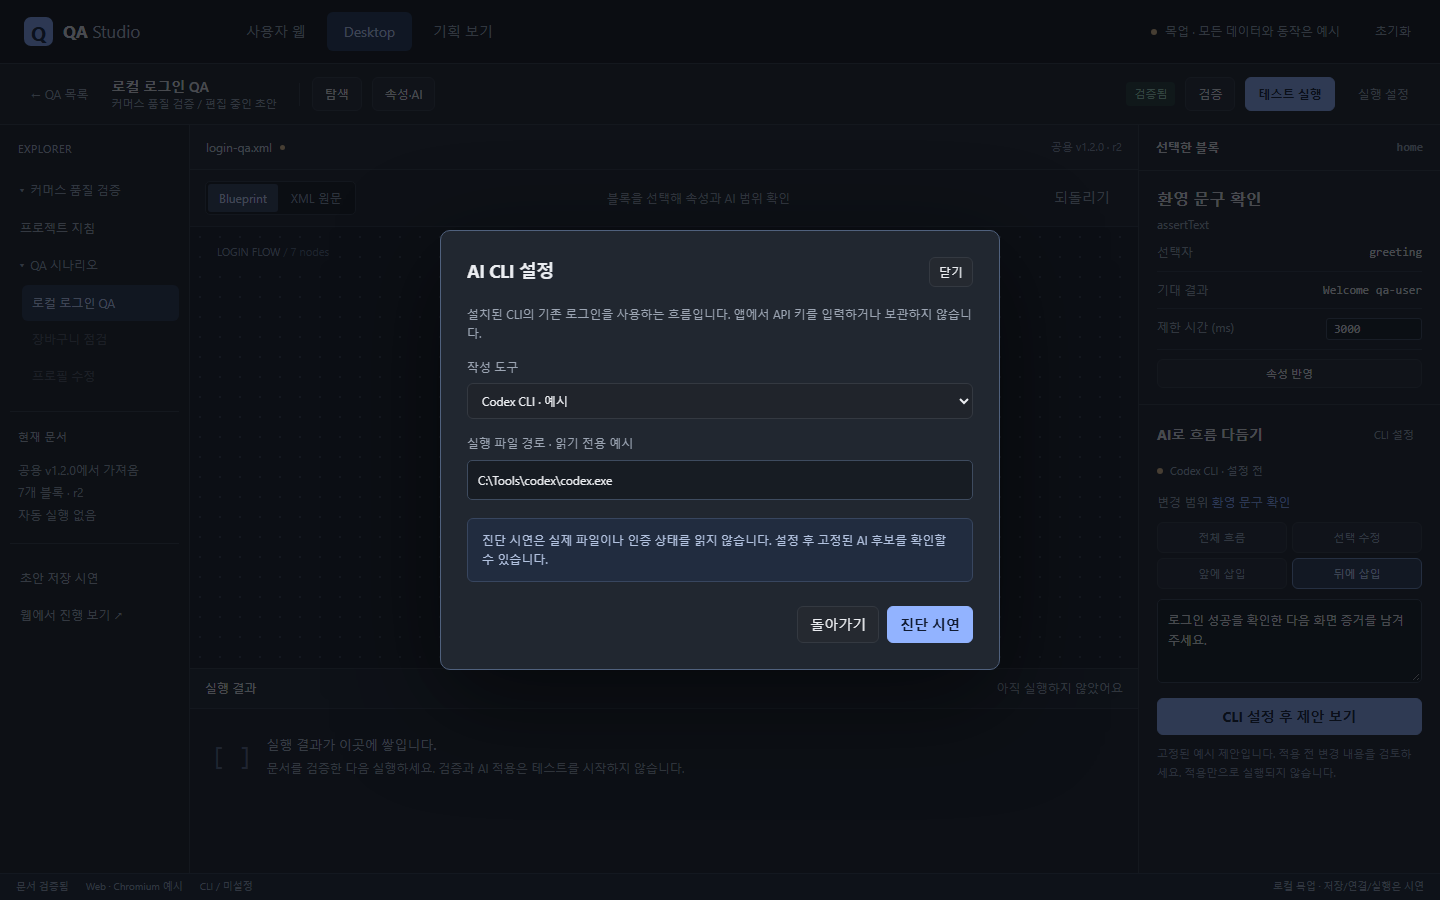 Q QA Studio
사용자 웹
Desktop
기획 보기
목업 · 모든 데이터와 동작은 예시
초기화
← QA 목록
로컬 로그인 QA
커머스 품질 검증 / 편집 중인 초안
탐색
속성·AI
검증됨
검증
테스트 실행
실행 설정
EXPLORER
커머스 품질 검증
프로젝트 지침
QA 시나리오
로컬 로그인 QA
장바구니 점검
프로필 수정
현재 문서
공용 v1.2.0에서 가져옴
7개 블록 · r2
자동 실행 없음
초안 저장 시연
웹에서 진행 보기 ↗
login-qa.xml
공용 v1.2.0 · r2
Blueprint
XML 원문
블록을 선택해 속성과 AI 범위 확인
되돌리기
LOGIN FLOW / 7 nodes
AI CLI 설정
닫기
설치된 CLI의 기존 로그인을 사용하는 흐름입니다. 앱에서 API 키를 입력하거나 보관하지 않습니
다.
작성 도구
Codex CLI · 예시
실행 파일 경로 · 읽기 전용 예시
C:\Tools\codex\codex.exe
진단 시연은 실제 파일이나 인증 상태를 읽지 않습니다. 설정 후 고정된 AI 후보를 확인할
수 있습니다.
돌아가기
진단 시연
실행 결과
아직 실행하지 않았어요
[ ]
실행 결과가 이곳에 쌓입니다.
문서를 검증한 다음 실행하세요. 검증과 AI 적용은 테스트를 시작하지 않습니다.
선택한 블록
home
환영 문구 확인
assertText
선택자
greeting
기대 결과
Welcome qa-user
제한 시간 (ms)
3000
속성 반영
AI로 흐름 다듬기
CLI 설정
Codex CLI · 설정 전
변경 범위 환영 문구 확인
전체 흐름
선택 수정
앞에 삽입
뒤에 삽입
로그인 성공을 확인한 다음 화면 증거를 남겨
주세요.
CLI 설정 후 제안 보기
고정된 예시 제안입니다. 적용 전 변경 내용을 검토하
세요. 적용만으로 실행되지 않습니다.
문서 검증됨
Web · Chromium 예시
CLI / 미설정
로컬 목업 · 저장/연결/실행은 시연